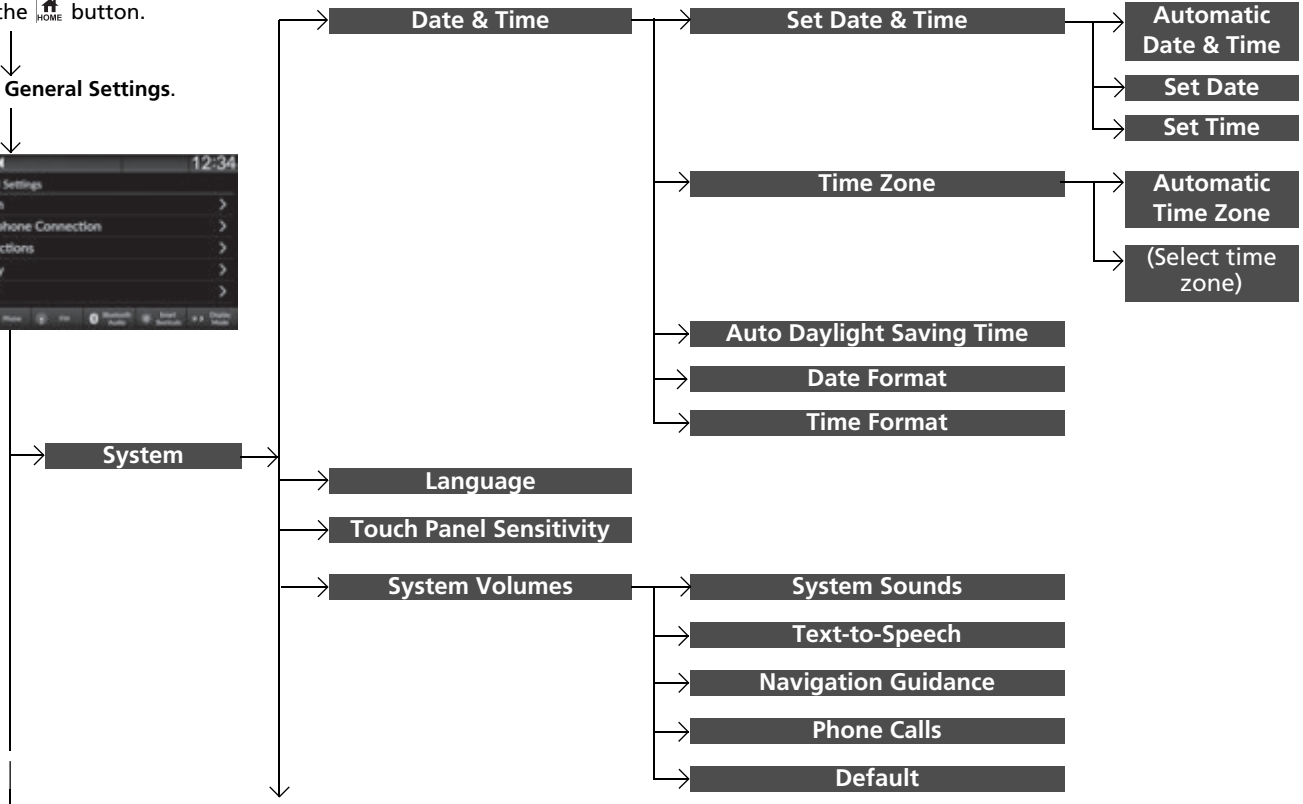 the HOME button.
General Settings.
12:34
Settings
phone Connection
ctions
Date & Time
Set Date & Time
Automatic
Date & Time
Set Date
Set Time
Time Zone
Automatic
Time Zone
(Select time
zone)
Auto Daylight Saving Time
Date Format
Time Format
System
Language
Touch Panel Sensitivity
System Volumes
System Sounds
Text-to-Speech
Navigation Guidance
Phone Calls
Default